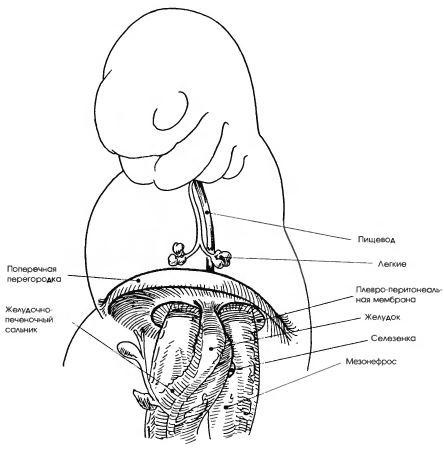 Пищевод
Легкие
Поперечная
перегородка
Плевро-перитонеаль-
ная мембрана
Желудочно-
печеночный
сальник
Желудок
Селезенка
Мезонефрос